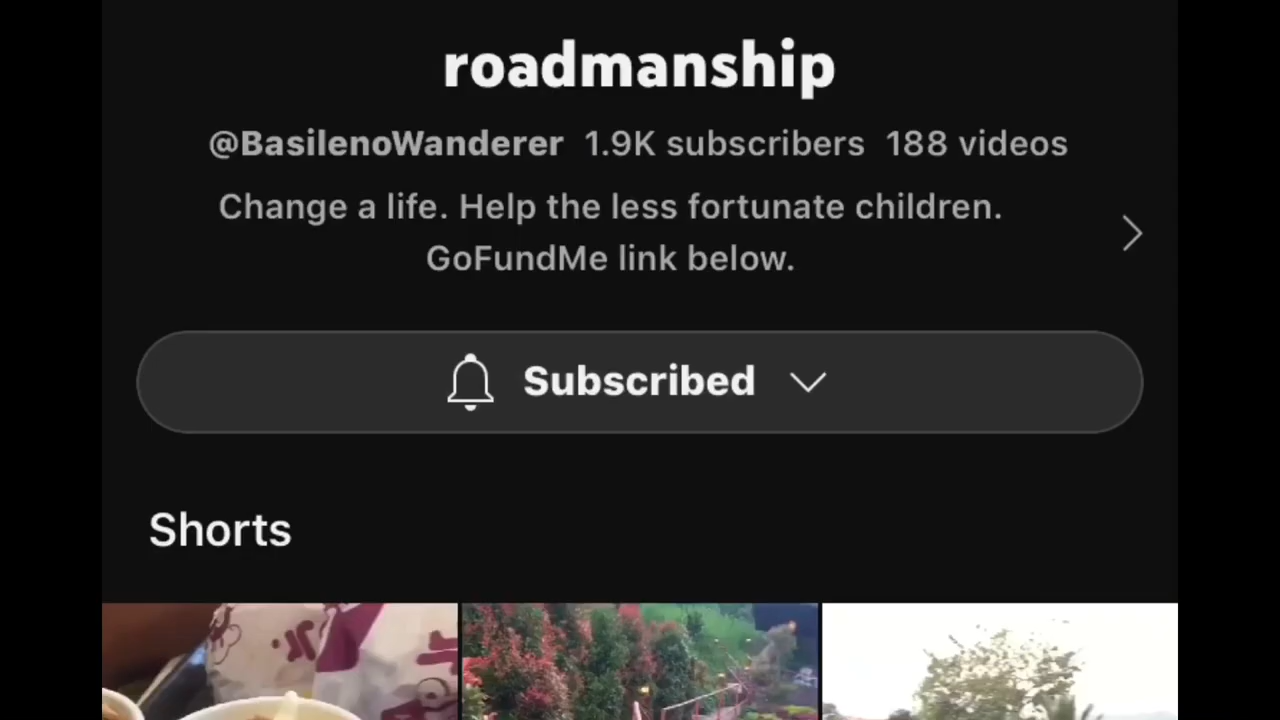 roadmanship
@BasilenoWanderer 1.9K subscribers 188 videos
Change a life. Help the less fortunate children.
GoFundMe link below.
Subscribed
Shorts